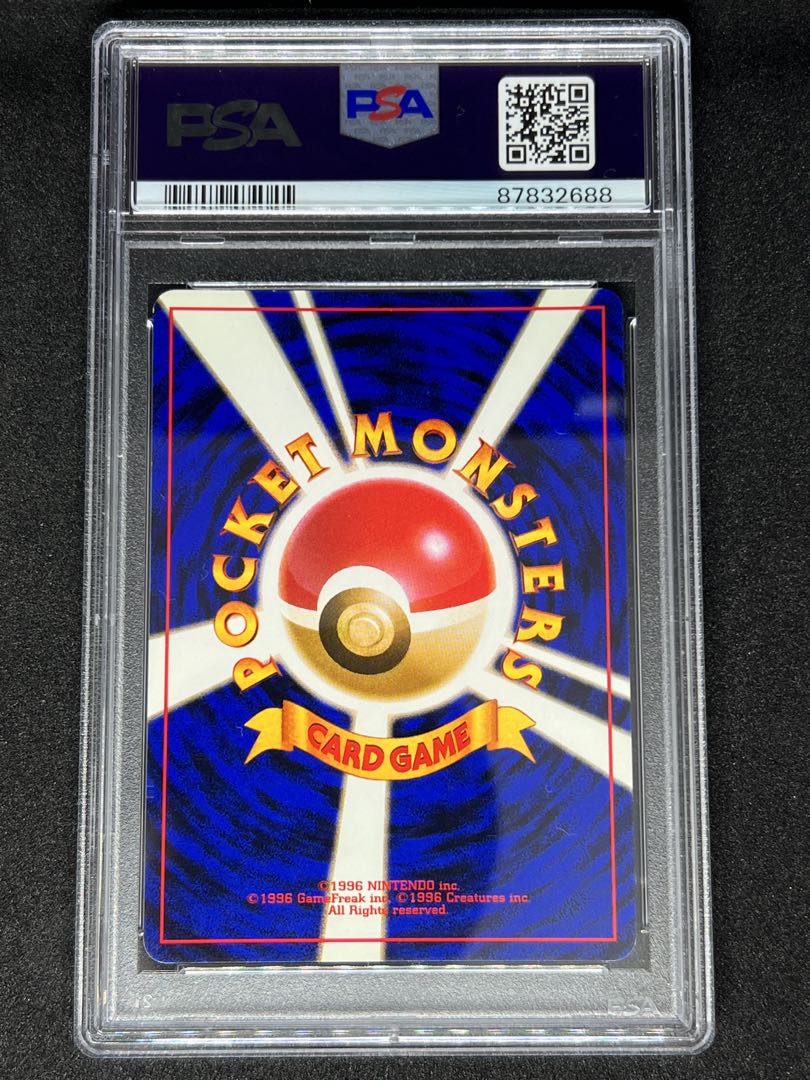 PSA
PSA
87832688
POCKET MONSTERS
CARD GAME
©1996 NINTENDO inc.
©1996 GameFreak inc. ©1996 Creatures inc.
All Rights reserved.
PSA